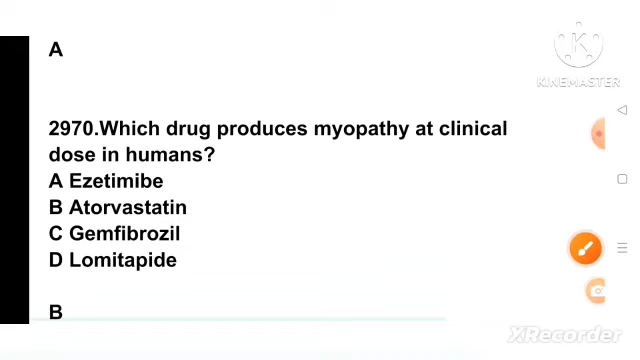 A
K
KINEMASTER
2970.Which drug produces myopathy at clinical
dose in humans?
A Ezetimibe
B Atorvastatin
C Gemfibrozil
D Lomitapide
B
XRecorder